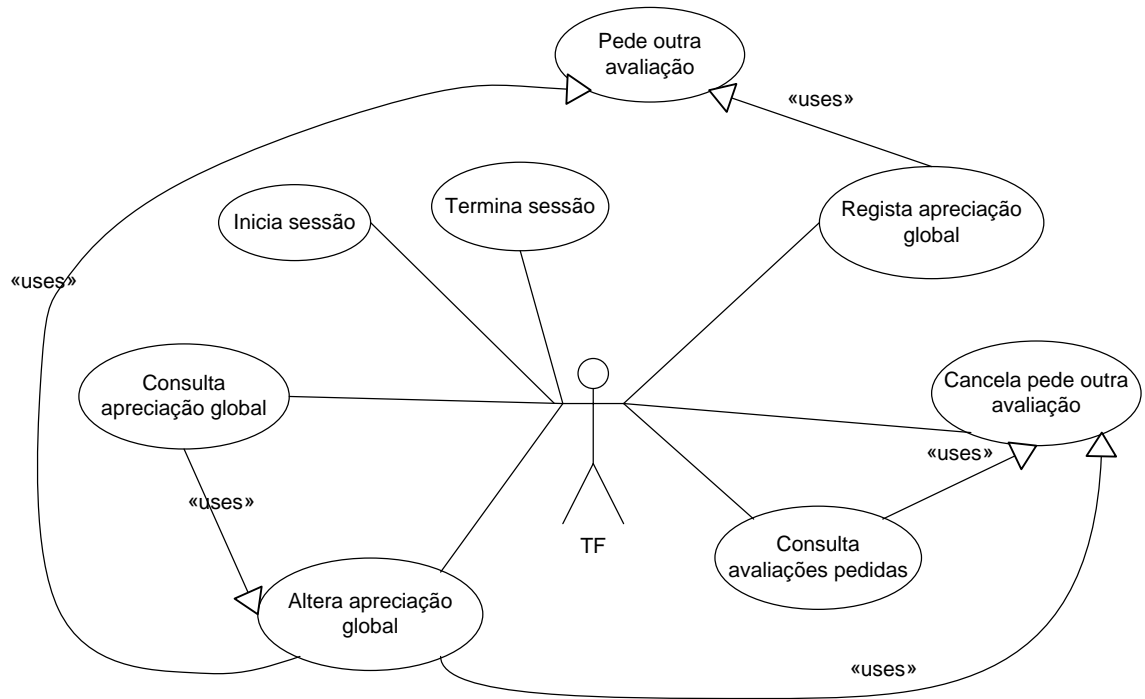 Pede outra
avaliação
«uses»
Inicia sessão
Termina sessão
Regista apreciação
global
«uses»
Consulta
apreciação global
Cancela pede outra
avaliação
«uses»
«uses»
TF
Consulta
avaliações pedidas
Altera apreciação
global
«uses»